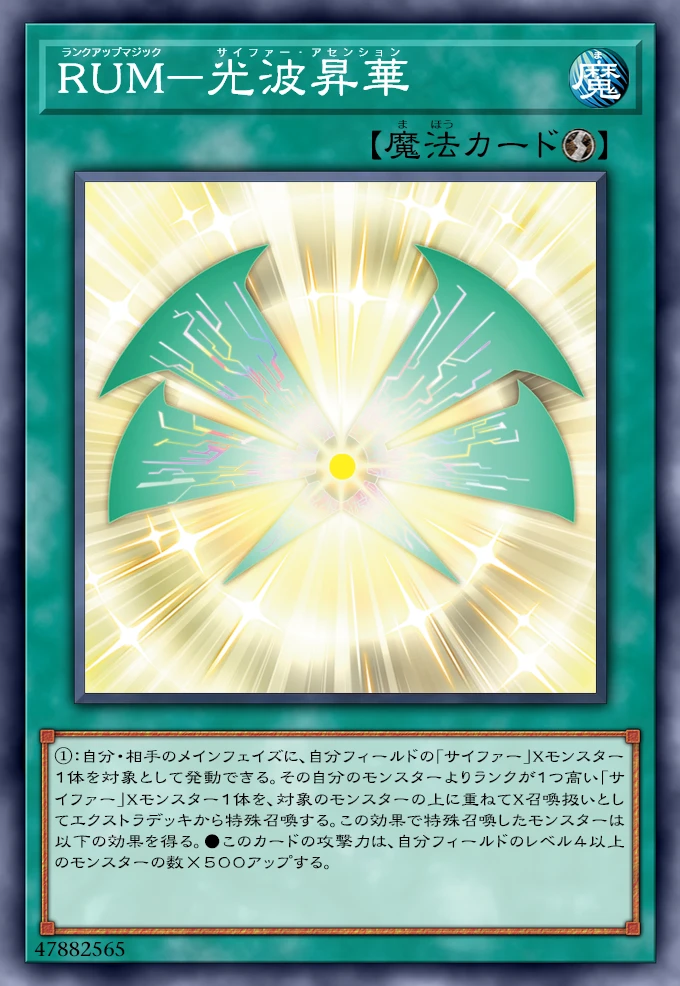 ランクアップマジック サイファー・アセンション
RUM－光波昇華
ま
魔
ま ほう
【魔法カード】
①：自分・相手のメインフェイズに、自分フィールドの「サイファー」Xモンスター
1体を対象として発動できる。その自分のモンスターよりランクが1つ高い「サ
イファー」Xモンスター1体を、対象のモンスターの上に重ねてX召喚扱いとし
てエクストラデッキから特殊召喚する。この効果で特殊召喚したモンスターは
以下の効果を得る。●このカードの攻撃力は、自分フィールドのレベル4以上
のモンスターの数×500アップする。
47882565